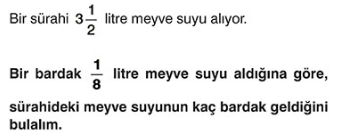 Bir sürahi 3 1/2 litre meyve suyu alıyor.
Bir bardak 1/8 litre meyve suyu aldığına göre,
sürahideki meyve suyunun kaç bardak geldiğini
bulalım.